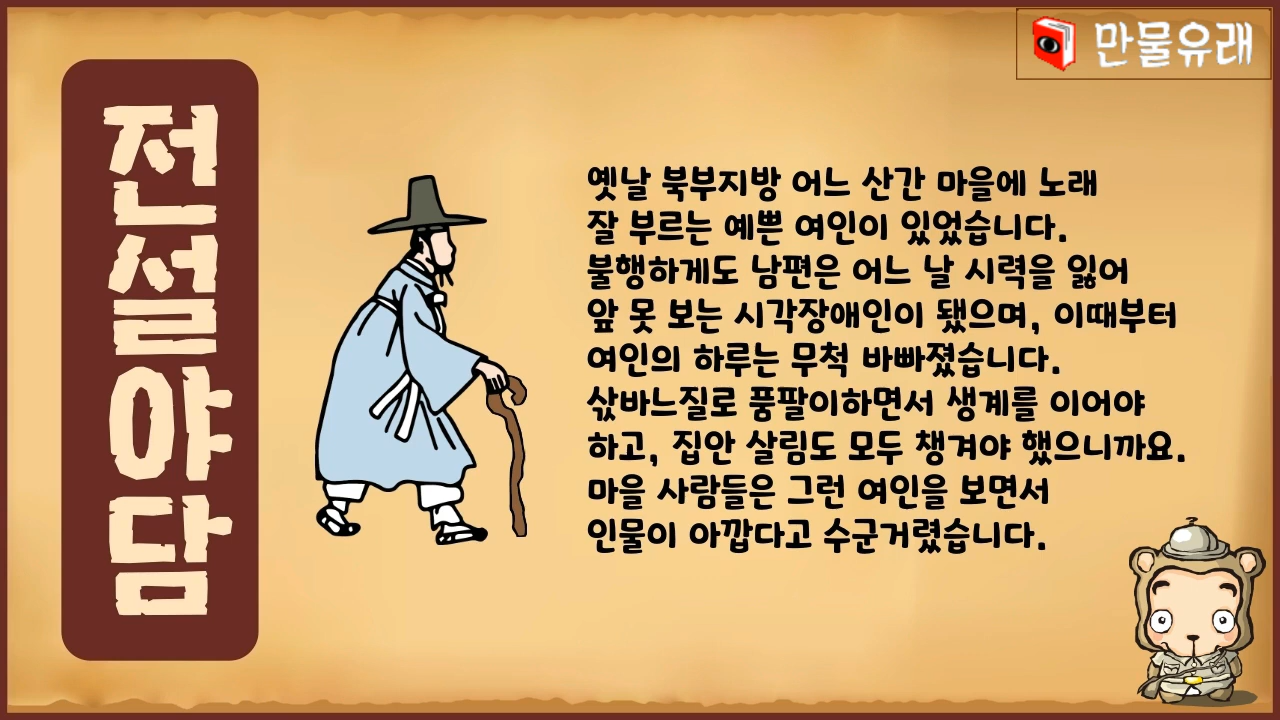 만물유래
전설야담
옛날 북부지방 어느 산간 마을에 노래
잘 부르는 예쁜 여인이 있었습니다.
불행하게도 남편은 어느 날 시력을 잃어
앞 못 보는 시각장애인이 됐으며, 이때부터
여인의 하루는 무척 바빠졌습니다.
삯바느질로 품팔이하면서 생계를 이어야
하고, 집안 살림도 모두 챙겨야 했으니까요.
마을 사람들은 그런 여인을 보면서
인물이 아깝다고 수군거렸습니다.